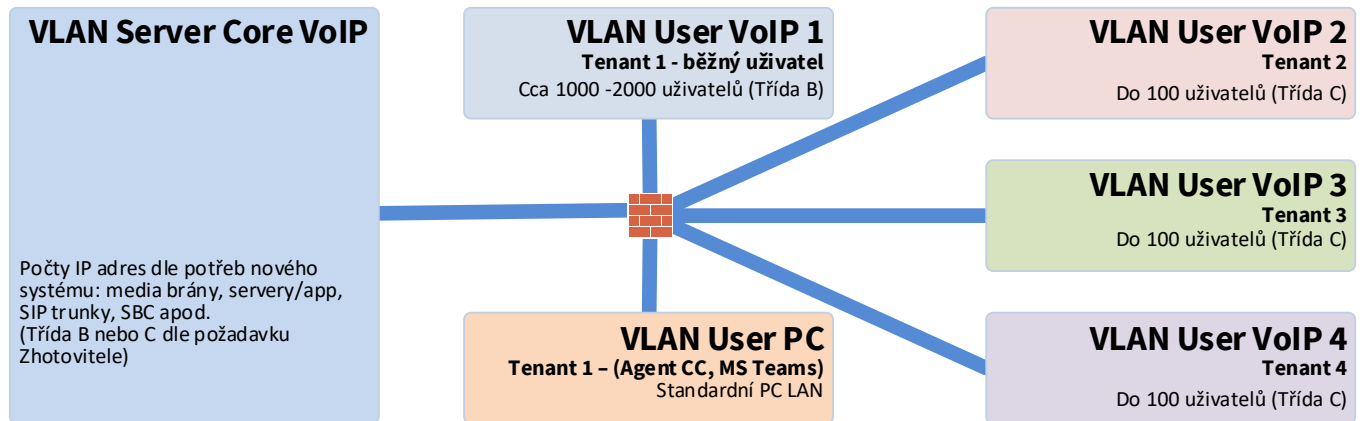 VLAN Server Core VoIP
Počty IP adres dle potřeb nového
systému: media brány, servery/app,
SIP trunky, SBC apod.
(Třída B nebo C dle požadavku
Zhotovitele)
VLAN User VoIP 1
Tenant 1 - běžný uživatel
Cca 1000 -2000 uživatelů (Třída B)
VLAN User PC
Tenant 1 – (Agent CC, MS Teams)
Standardní PC LAN
VLAN User VoIP 2
Tenant 2
Do 100 uživatelů (Třída C)
VLAN User VoIP 3
Tenant 3
Do 100 uživatelů (Třída C)
VLAN User VoIP 4
Tenant 4
Do 100 uživatelů (Třída C)